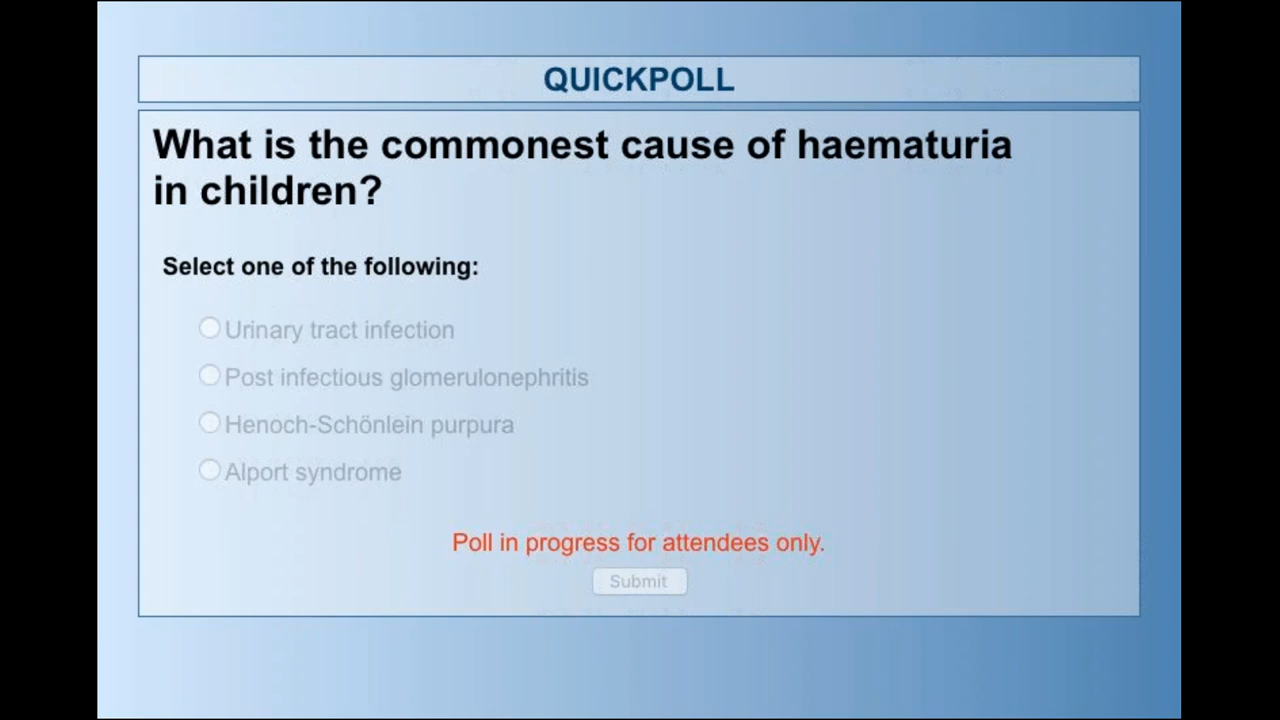 QUICKPOLL
What is the commonest cause of haematuria
in children?
Select one of the following:
Urinary tract infection
Post infectious glomerulonephritis
Henoch-Schönlein purpura
Alport syndrome
Poll in progress for attendees only.
Submit